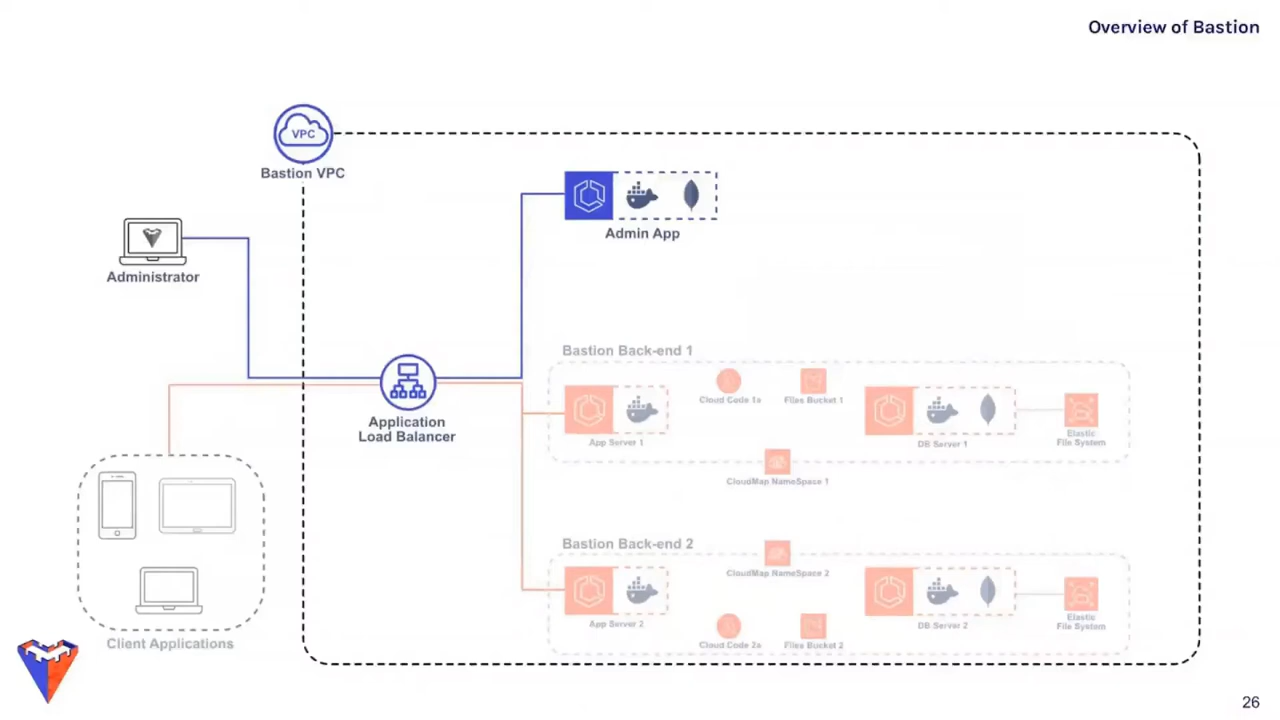 Overview of Bastion
VPC
Bastion VPC
Admin App
Administrator
Application
Load Balancer
Bastion Back-end 1
App Server 1
Cloud Code 1a
Files Bucket 1
DB Server 1
Elastic
File System
CloudMap NameSpace 1
Bastion Back-end 2
CloudMap NameSpace 2
App Server 2
Cloud Code 2a
Files Bucket 2
DB Server 2
Elastic
File System
Client Applications
26